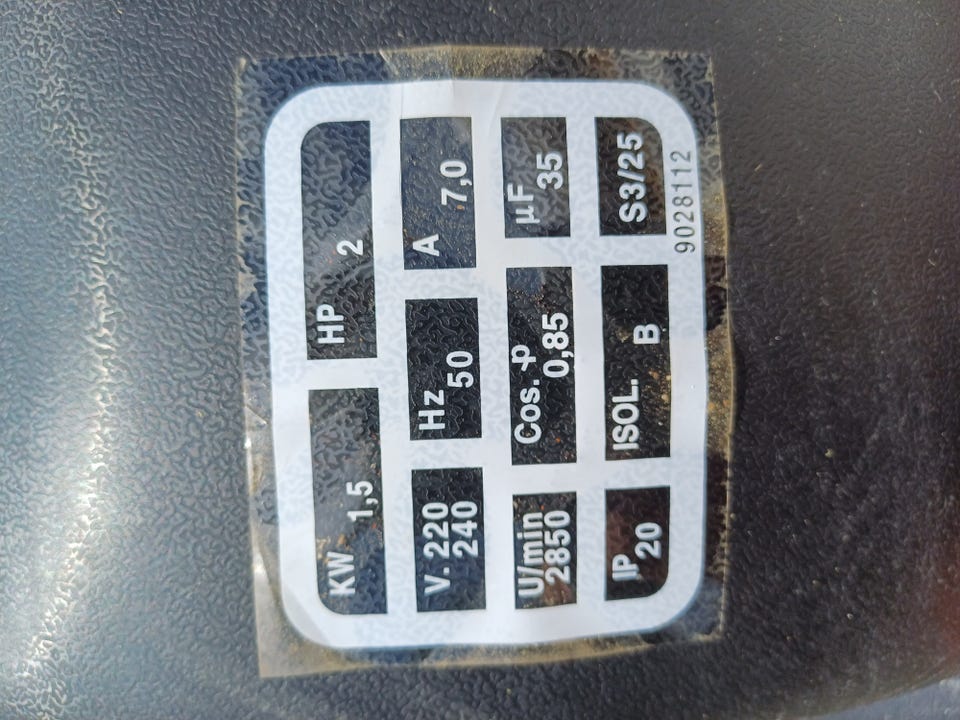 KW
1,5
HP
2
V. 220
240
Hz
50
A
7,0
U/min
2850
Cos. φ
0,85
µF
35
IP
20
ISOL.
B
S3/25
9028112